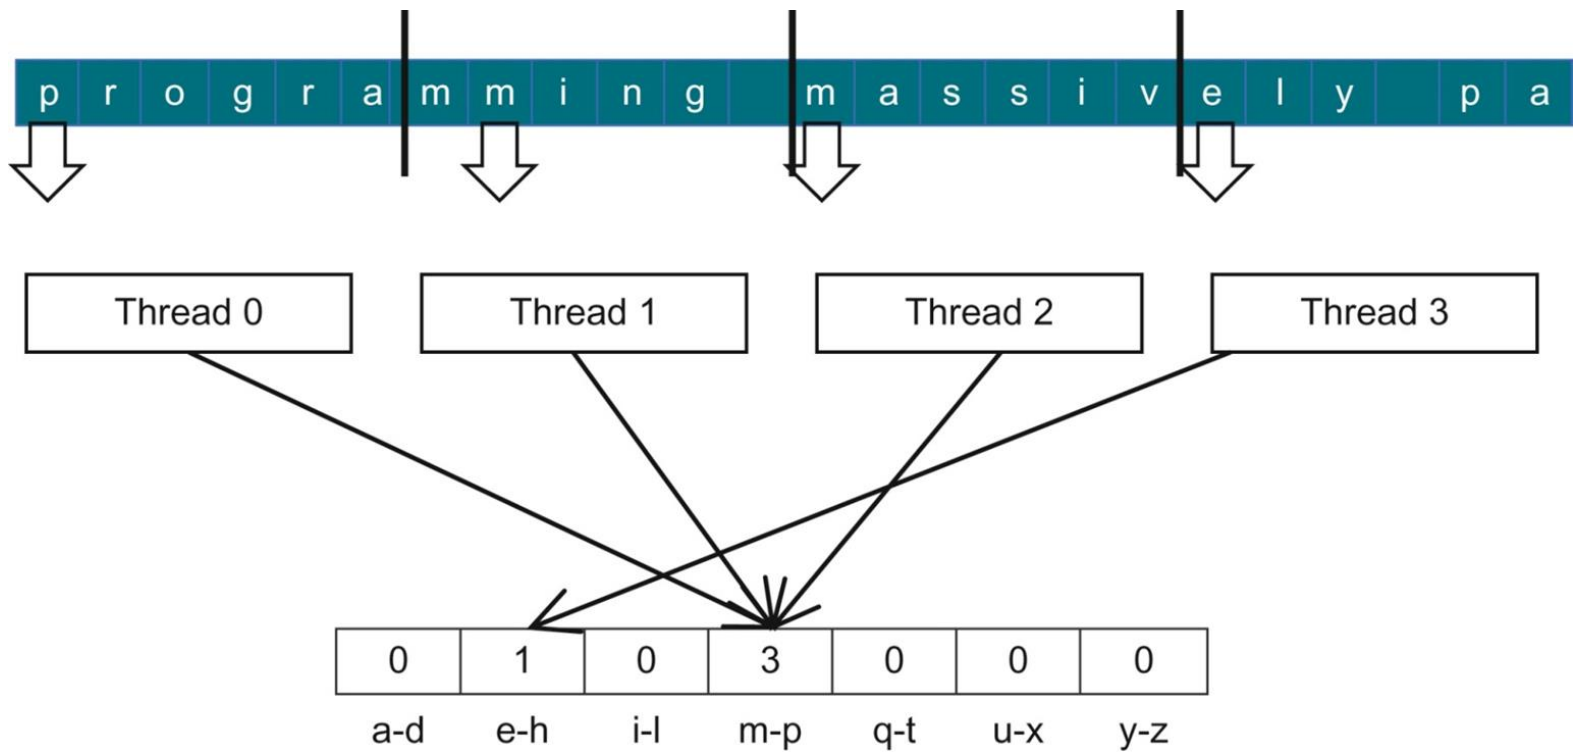 p r o g r a m m i n g m a s s i v e l y p a
Thread 0 Thread 1 Thread 2 Thread 3
0 1 0 3 0 0 0
a-d e-h i-l m-p q-t u-x y-z